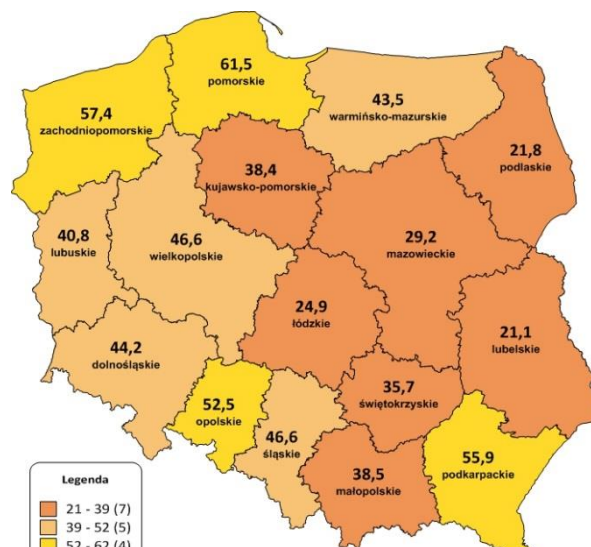 61,5
pomorskie
57,4
zachodniopomorskie
43,5
warmińsko-mazurskie
21,8
podlaskie
38,4
kujawsko-pomorskie
40,8
lubuskie
46,6
wielkopolskie
29,2
mazowieckie
24,9
łódzkie
21,1
lubelskie
44,2
dolnośląskie
35,7
świętokrzyskie
52,5
opolskie
46,6
śląskie
38,5
małopolskie
55,9
podkarpackie
Legenda
21 - 39 (7)
39 - 52 (5)
52 - 62 (4)